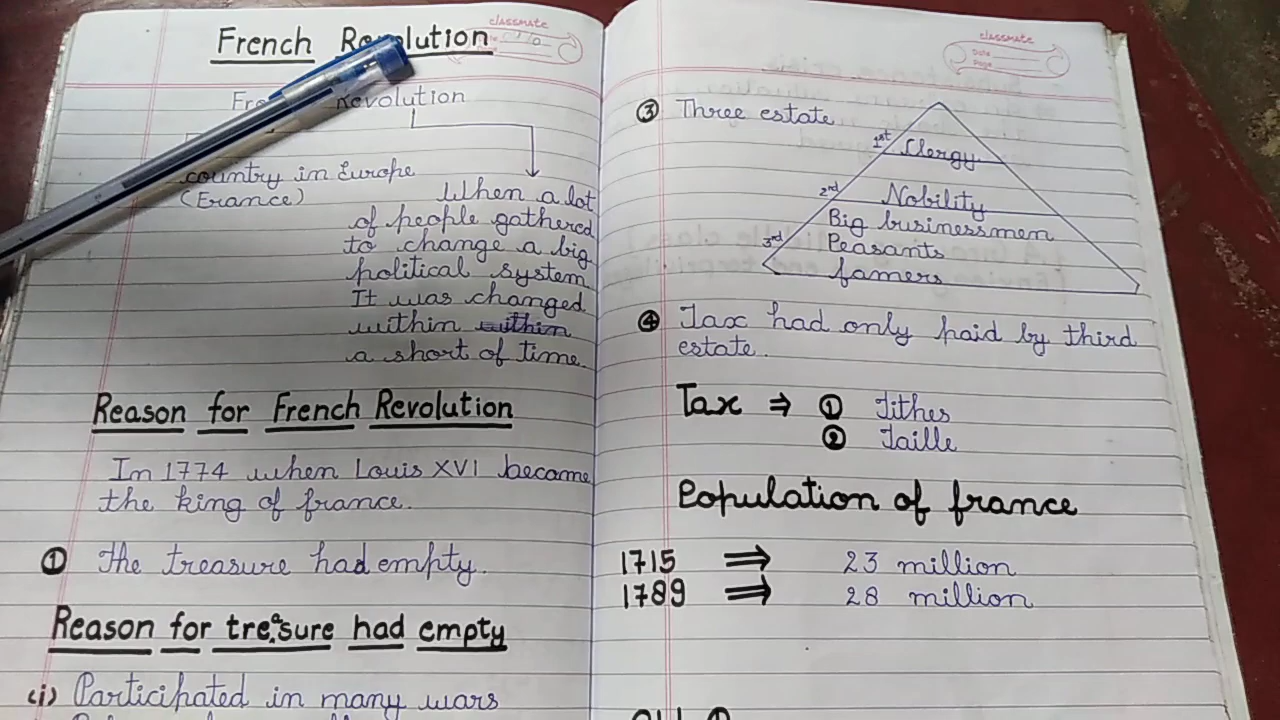 classmate
French Revolution
Revolution
country in Europe
(France)
When a lot
of people gathered
to change a big
political system
It was changed
within within
a short of time.
Reason for French Revolution
In 1774 when Louis XVI became
the king of france.
① The treasure had empty.
Reason for treasure had empty
(i) Participated in many wars
classmate
Date
Page
③ Three estate
1st Clergy
2nd Nobility
Big businessmen
3rd Peasants
famers
④ Tax had only paid by third
estate.
Tax ⇒ ① Tithes
② Taille
Population of france
1715 ⇒ 23 million
1789 ⇒ 28 million